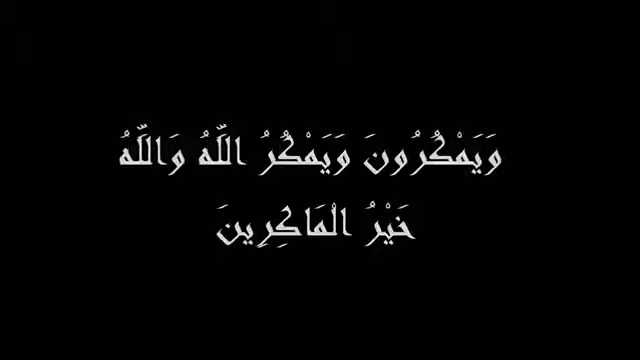 وَيَمْكُرُونَ وَيَمْكُرُ اللَّهُ وَاللَّهُ
خَيْرُ الْمَاكِرِينَ